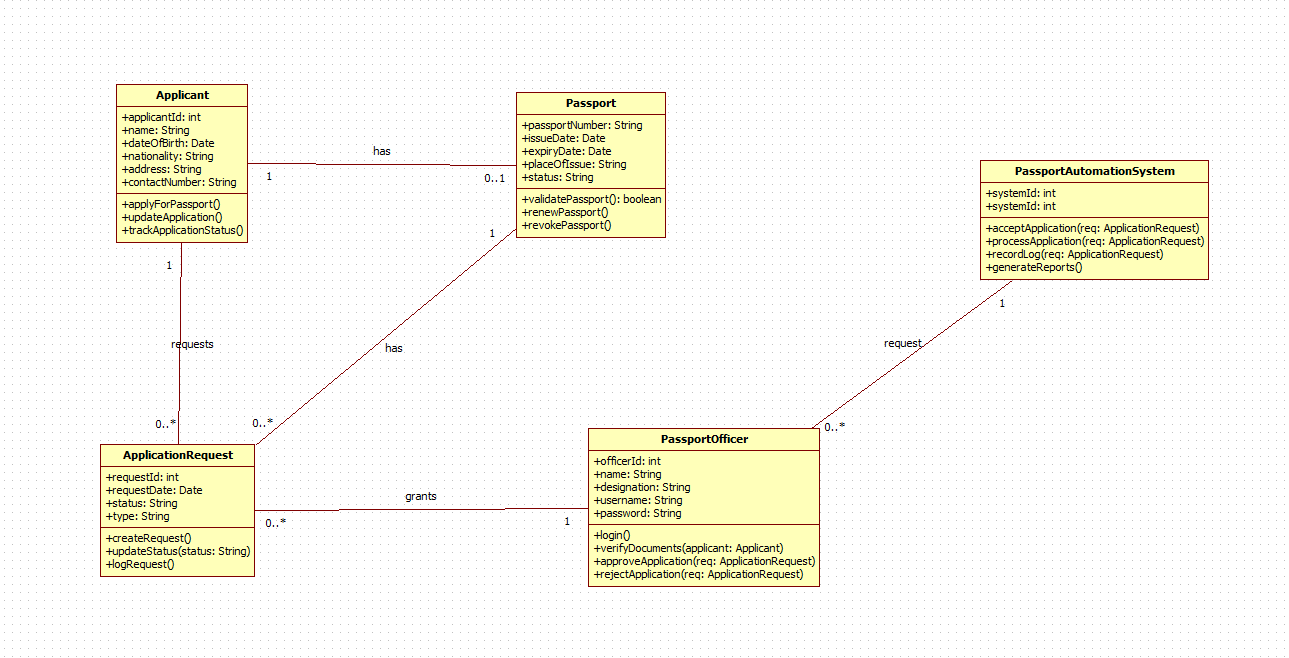 Applicant
+applicantId: int
+name: String
+dateOfBirth: Date
+nationality: String
+address: String
+contactNumber: String
+applyForPassport()
+updateApplication()
+trackApplicationStatus()
has
1
0..1
Passport
+passportNumber: String
+issueDate: Date
+expiryDate: Date
+placeOfIssue: String
+status: String
+validatePassport(): boolean
+renewPassport()
+revokePassport()
PassportAutomationSystem
+systemId: int
+systemId: int
+acceptApplication(req: ApplicationRequest)
+processApplication(req: ApplicationRequest)
+recordLog(req: ApplicationRequest)
+generateReports()
1
requests
0..*
1
has
0..*
1
request
0..*
ApplicationRequest
+requestId: int
+requestDate: Date
+status: String
+type: String
+createRequest()
+updateStatus(status: String)
+logRequest()
grants
0..*
1
PassportOfficer
+officerId: int
+name: String
+designation: String
+username: String
+password: String
+login()
+verifyDocuments(applicant: Applicant)
+approveApplication(req: ApplicationRequest)
+rejectApplication(req: ApplicationRequest)